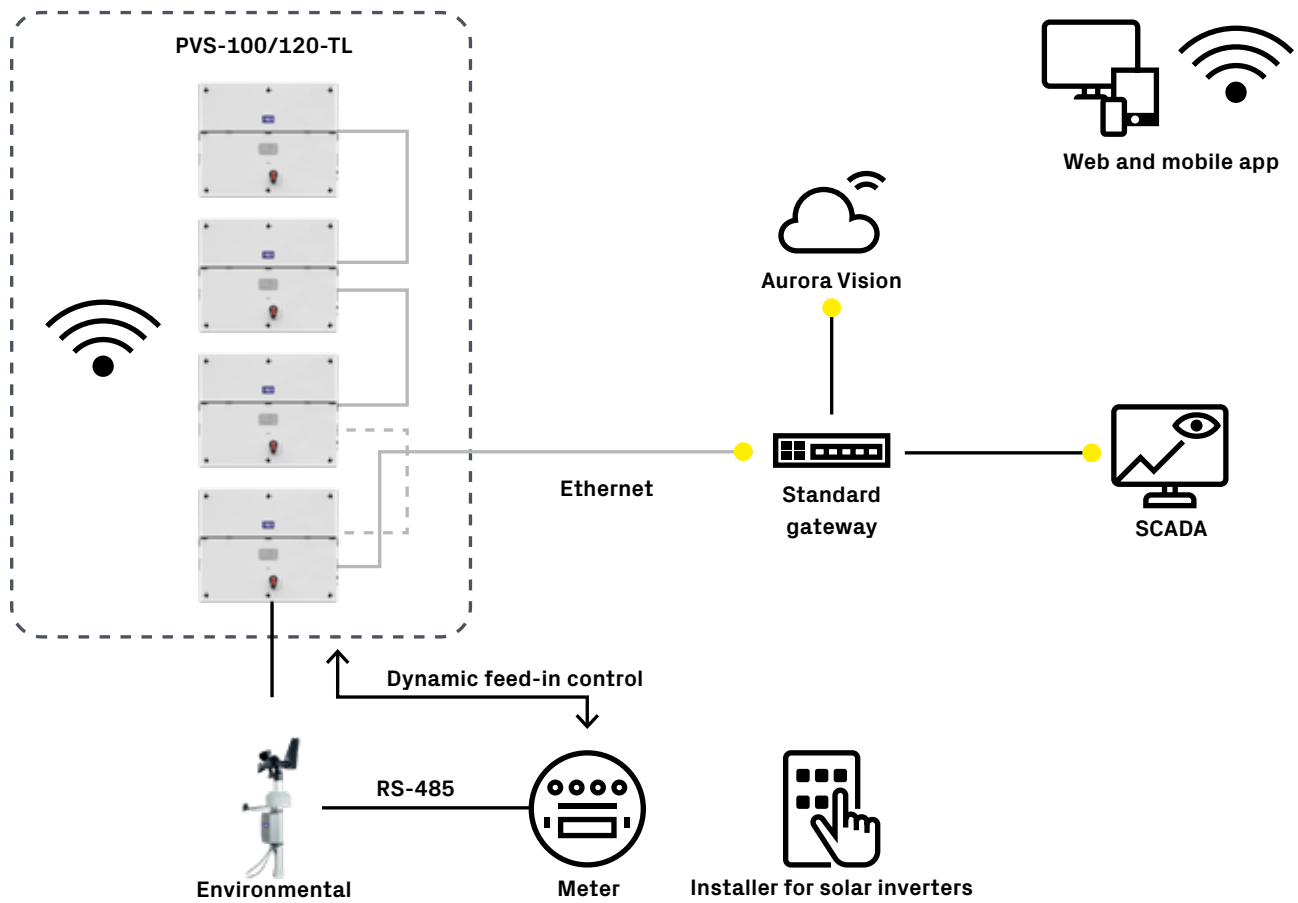 PVS-100/120-TL
Web and mobile app
Aurora Vision
Ethernet
Standard
gateway
SCADA
Dynamic feed-in control
RS-485
Environmental
Meter
Installer for solar inverters